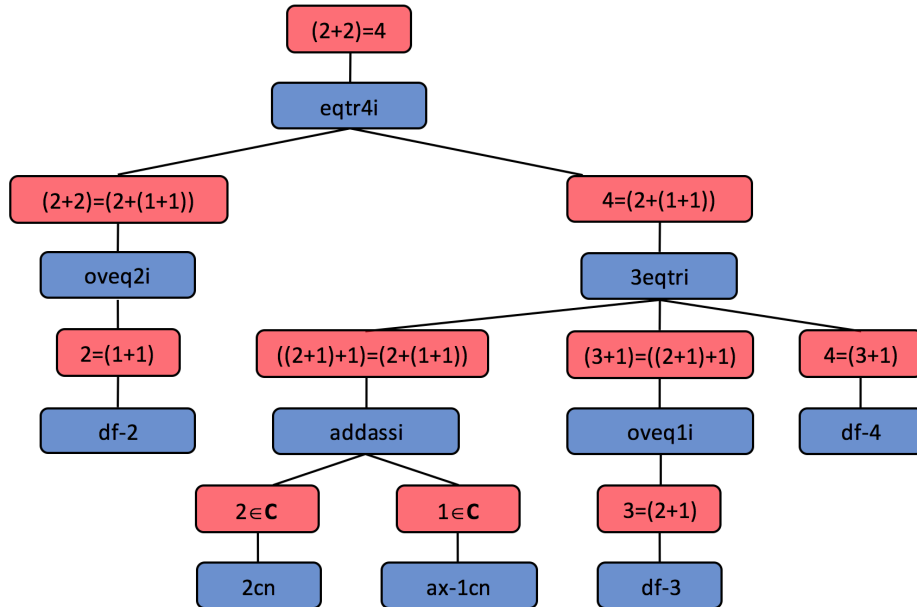 (2+2)=4
eqtr4i
(2+2)=(2+(1+1))
4=(2+(1+1))
oveq2i
3eqtri
2=(1+1)
((2+1)+1)=(2+(1+1))
(3+1)=((2+1)+1)
4=(3+1)
df-2
addassi
oveq1i
df-4
2∈C
1∈C
3=(2+1)
2cn
ax-1cn
df-3